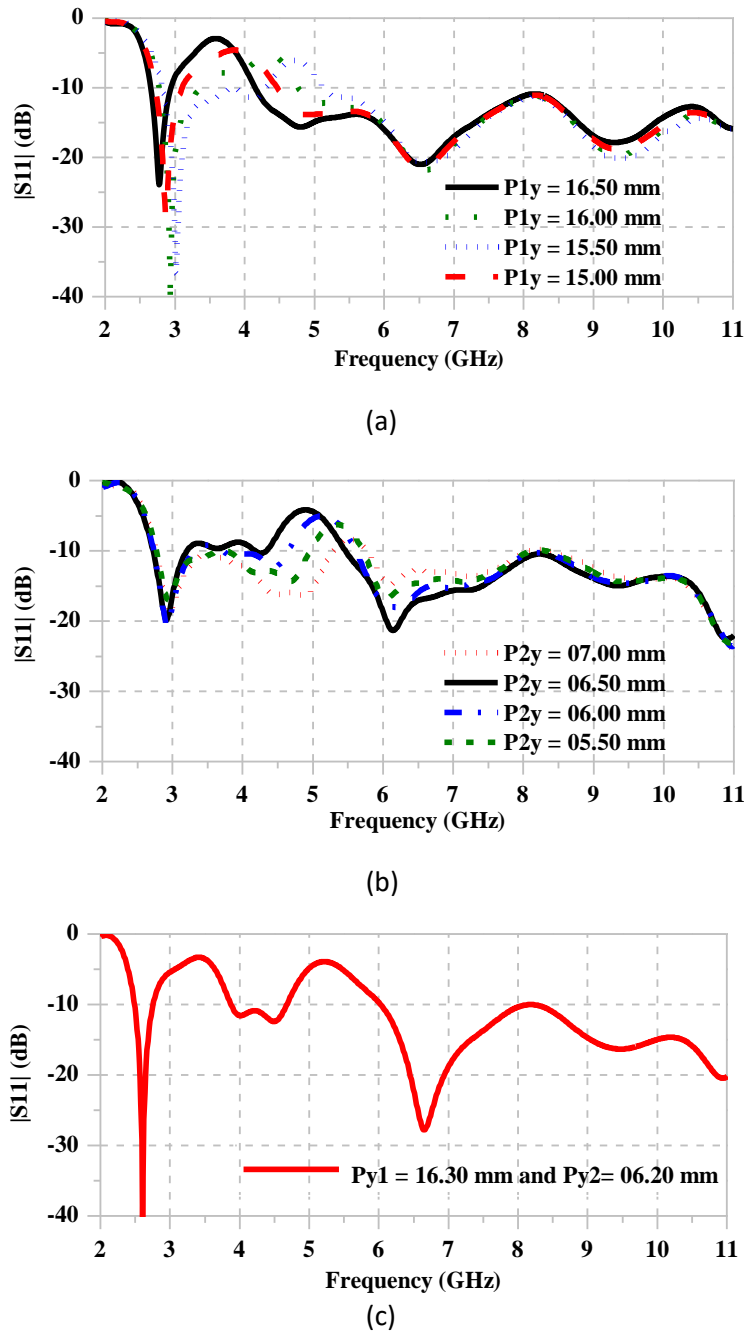 0
-10
-20
-30
-40
|S11| (dB)
P1y = 16.50 mm
P1y = 16.00 mm
P1y = 15.50 mm
P1y = 15.00 mm
2 3 4 5 6 7 8 9 10 11
Frequency (GHz)
(a)
0
-10
-20
-30
-40
|S11| (dB)
P2y = 07.00 mm
P2y = 06.50 mm
P2y = 06.00 mm
P2y = 05.50 mm
2 3 4 5 6 7 8 9 10 11
Frequency (GHz)
(b)
0
-10
-20
-30
-40
|S11| (dB)
Py1 = 16.30 mm and Py2= 06.20 mm
2 3 4 5 6 7 8 9 10 11
Frequency (GHz)
(c)